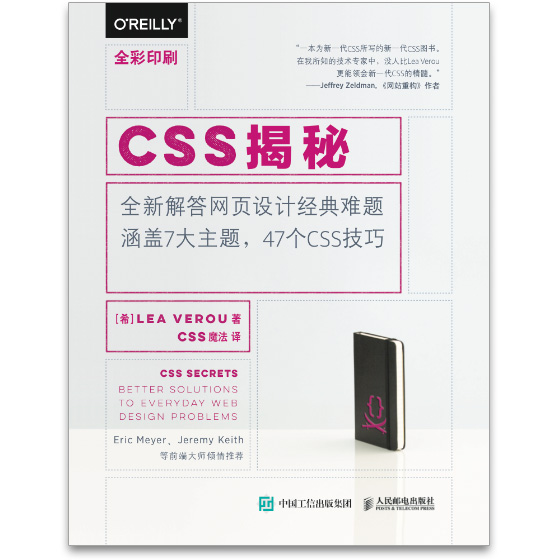 O'REILLY®
全彩印刷
“一本为新一代CSS所写的新一代CSS图书。
在我所知的技术专家中，没人比Lea Verou
更能领会新一代CSS的精髓。”
——Jeffrey Zeldman，《网站重构》作者
CSS揭秘
全新解答网页设计经典难题
涵盖7大主题，47个CSS技巧
[希] LEA VEROU 著
CSS魔法 译
CSS SECRETS
BETTER SOLUTIONS
TO EVERYDAY WEB
DESIGN PROBLEMS
Eric Meyer、Jeremy Keith
等前端大师倾情推荐
中国工信出版集团
人民邮电出版社
POSTS & TELECOM PRESS